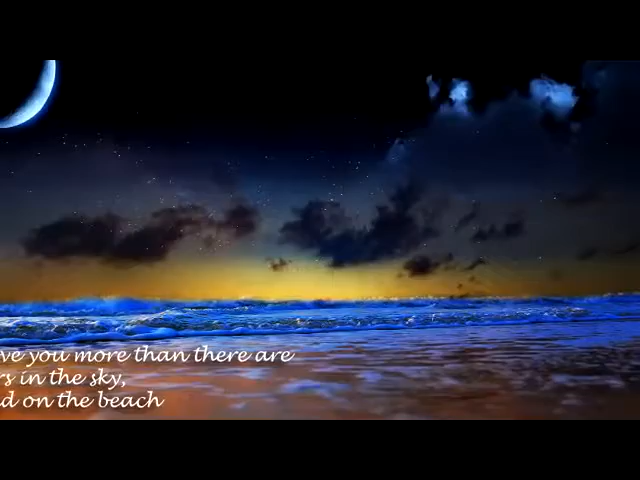 ve you more than there are
rs in the sky,
d on the beach